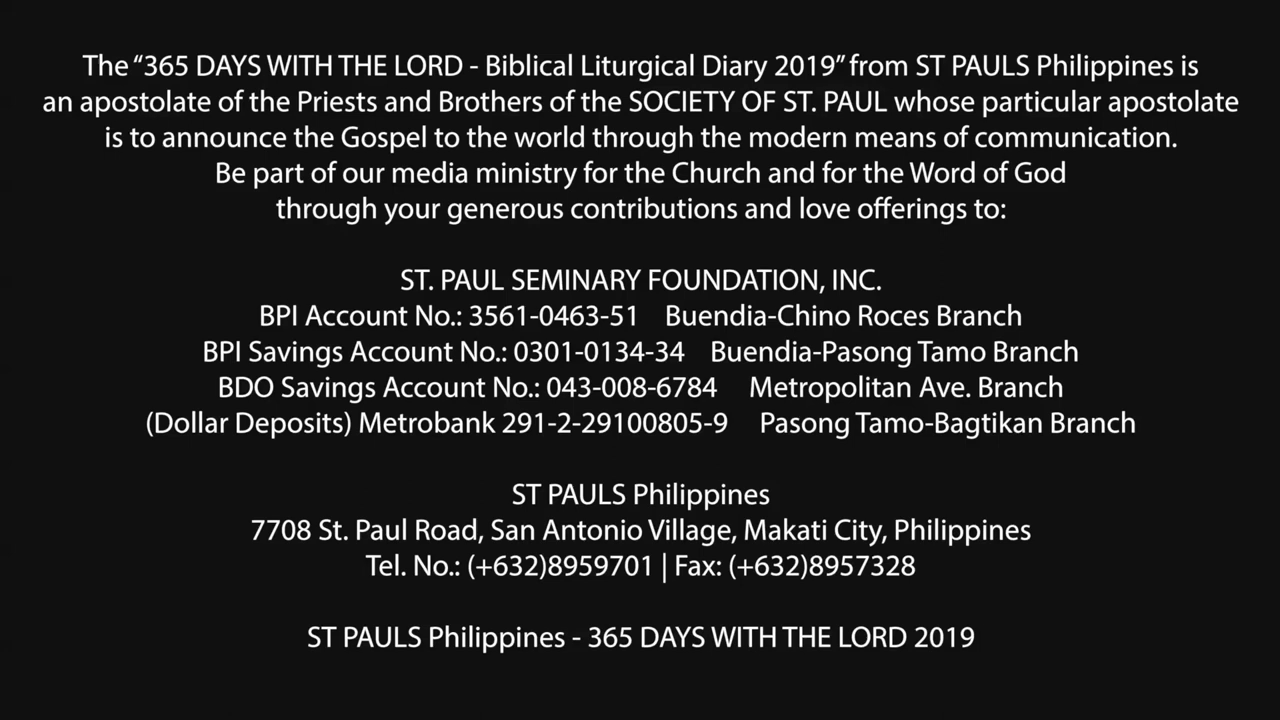 The “365 DAYS WITH THE LORD - Biblical Liturgical Diary 2019” from ST PAULS Philippines is
an apostolate of the Priests and Brothers of the SOCIETY OF ST. PAUL whose particular apostolate
is to announce the Gospel to the world through the modern means of communication.
Be part of our media ministry for the Church and for the Word of God
through your generous contributions and love offerings to:
ST. PAUL SEMINARY FOUNDATION, INC.
BPI Account No.: 3561-0463-51 Buendia-Chino Roces Branch
BPI Savings Account No.: 0301-0134-34 Buendia-Pasong Tamo Branch
BDO Savings Account No.: 043-008-6784 Metropolitan Ave. Branch
(Dollar Deposits) Metrobank 291-2-29100805-9 Pasong Tamo-Bagtikan Branch
ST PAULS Philippines
7708 St. Paul Road, San Antonio Village, Makati City, Philippines
Tel. No.: (+632)8959701 | Fax: (+632)8957328
ST PAULS Philippines - 365 DAYS WITH THE LORD 2019